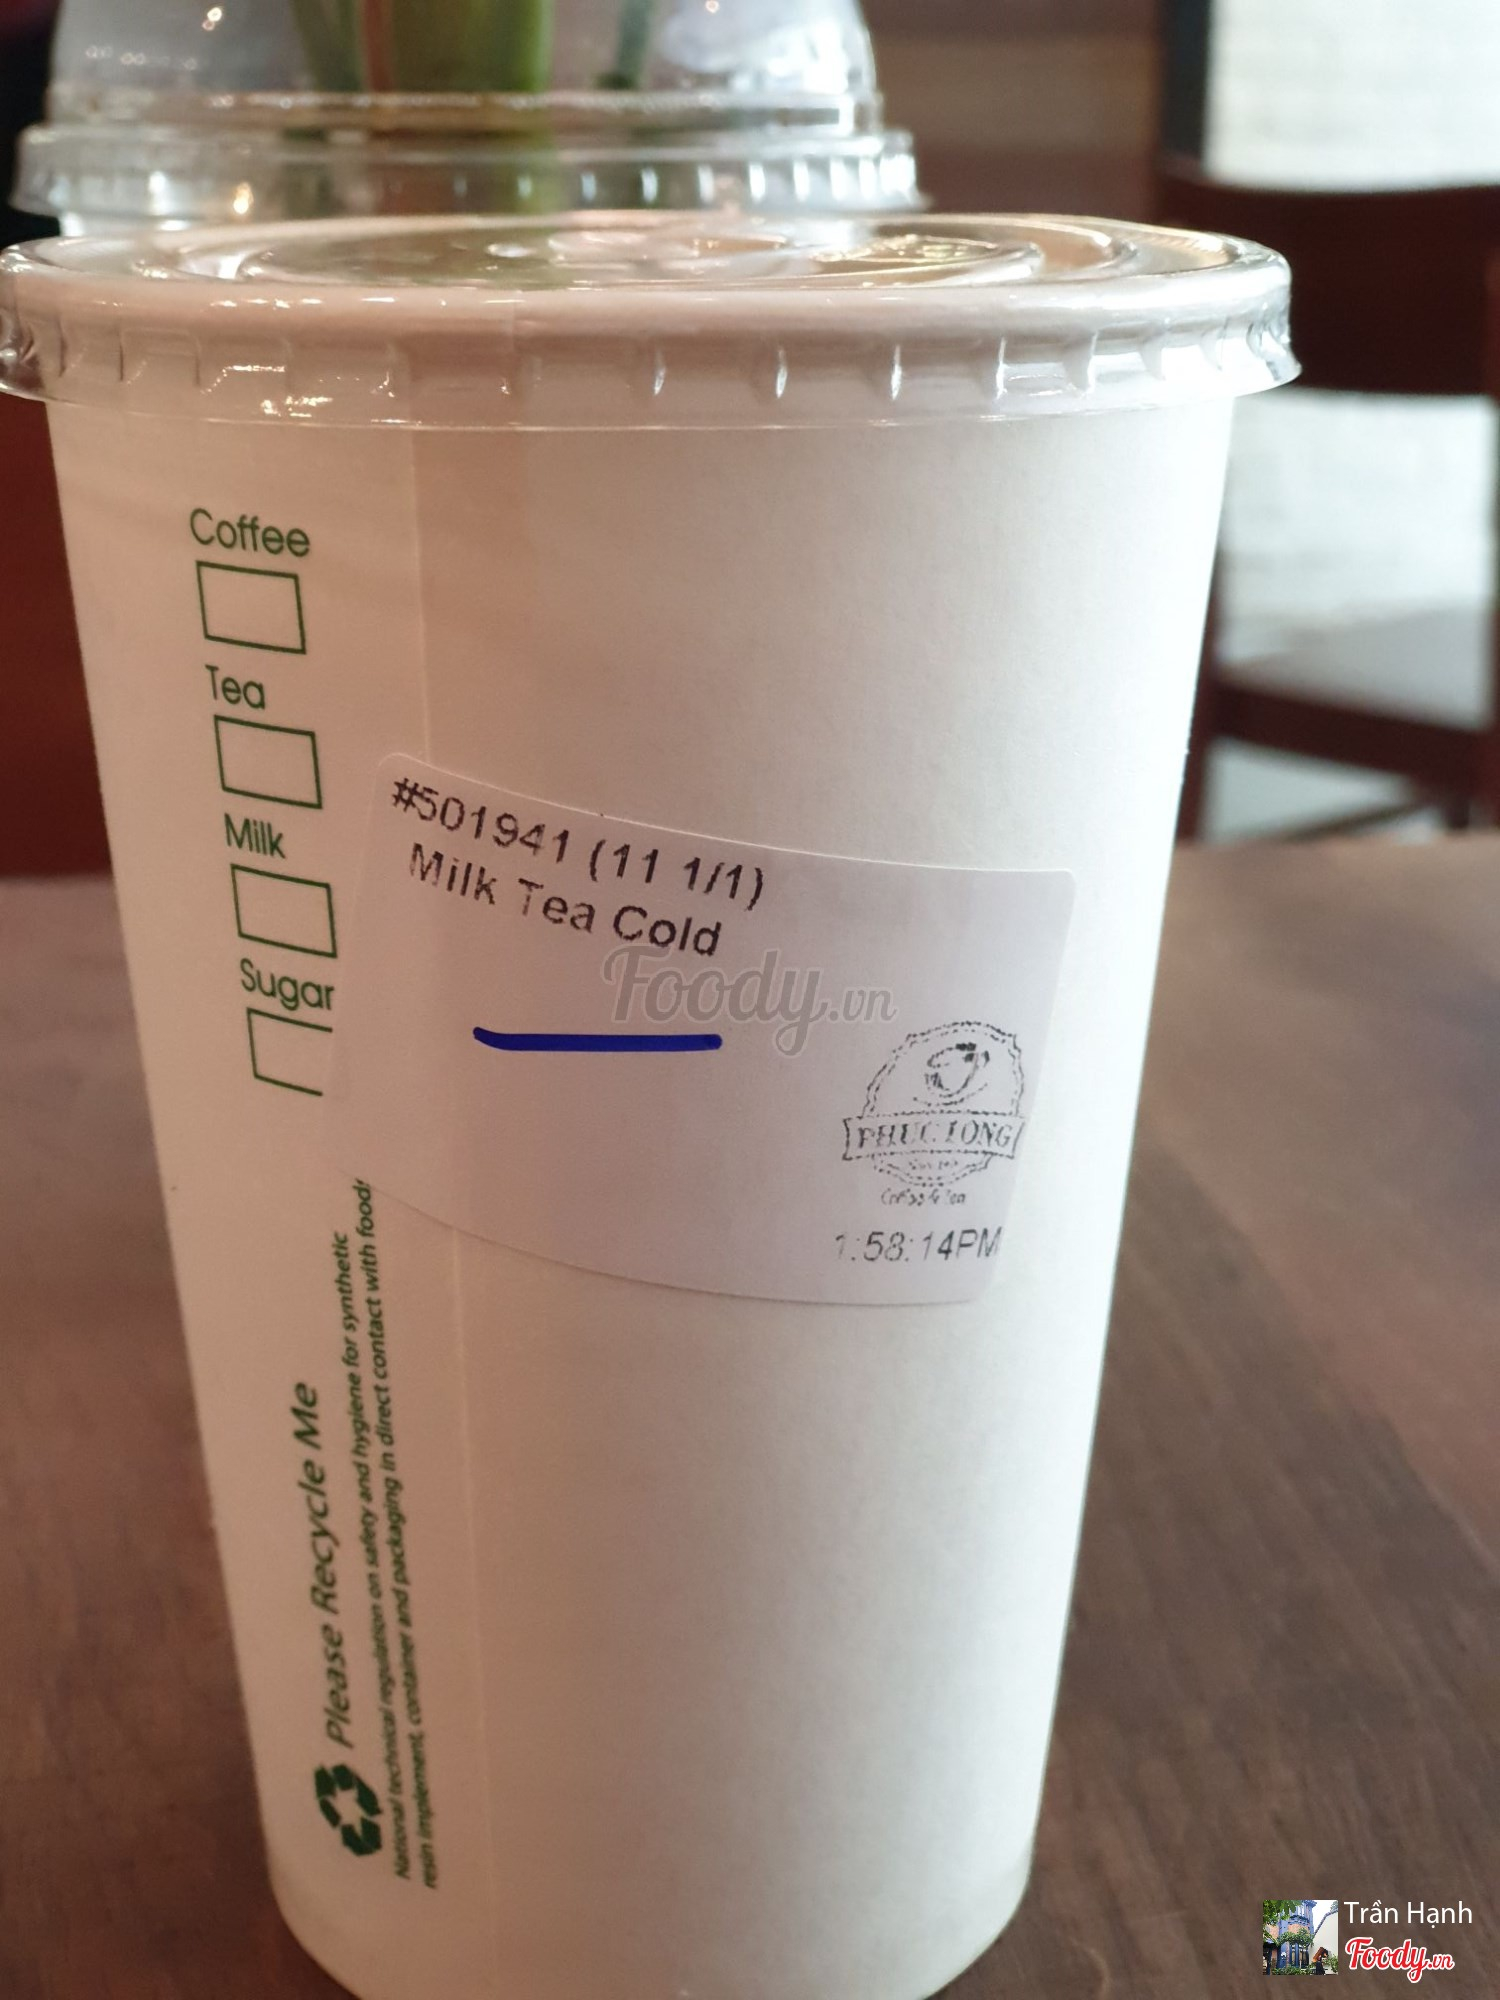 Coffee
Tea
Milk
Sugar
#501941 (11 1/1)
Milk Tea Cold
Foody.vn
PHUC LONG
Coffee & Tea
1:58:14PM
Please Recycle Me
National technical regulation on safety and hygiene for synthetic
resin implement, container and packaging in direct contact with foods
Trần Hạnh
Foody.vn